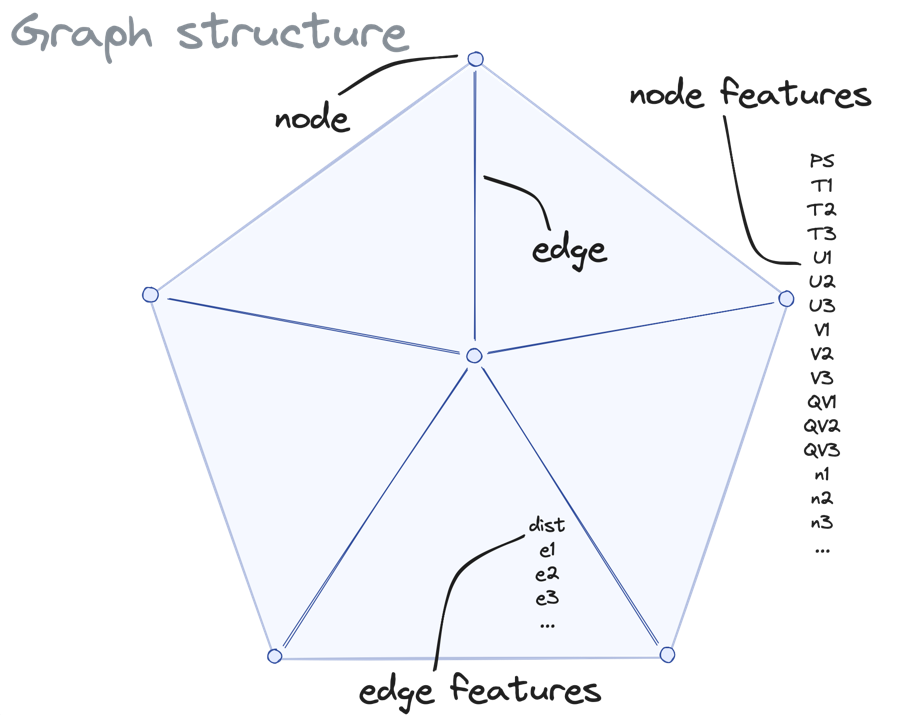 Graph structure
node
node features
edge
PS
T1
T2
T3
U1
U2
U3
V1
V2
V3
QV1
QV2
QV3
n1
n2
n3
...
dist
e1
e2
e3
...
edge features